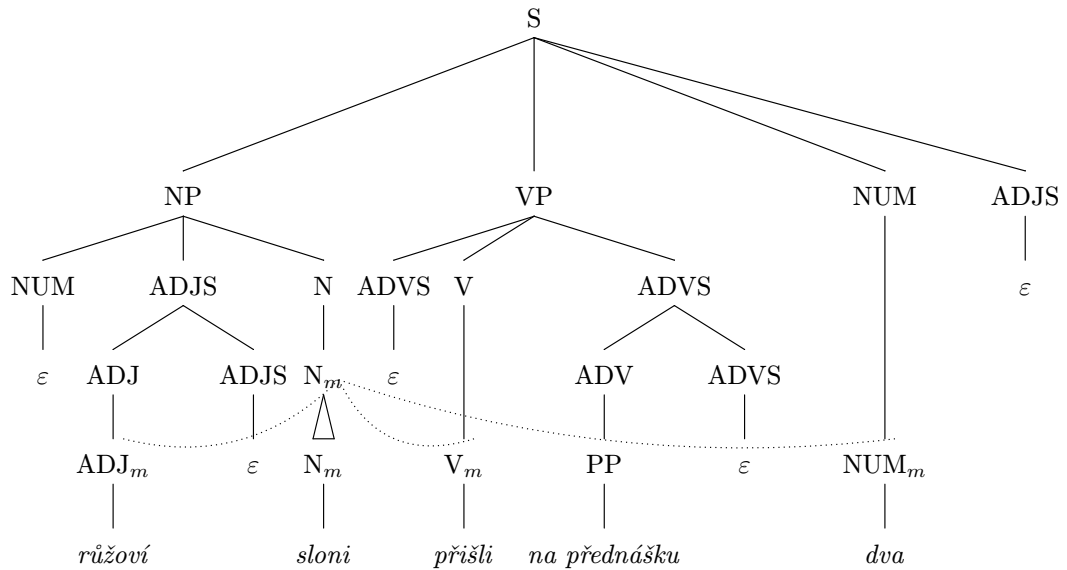 S
NP VP NUM ADJS
NUM ADJS N ADVS V ADVS ε
ε ADJ ADJS N_m ε ADV ADVS
ADJ_m ε N_m V_m PP ε NUM_m
růžoví sloni přišli na přednášku dva